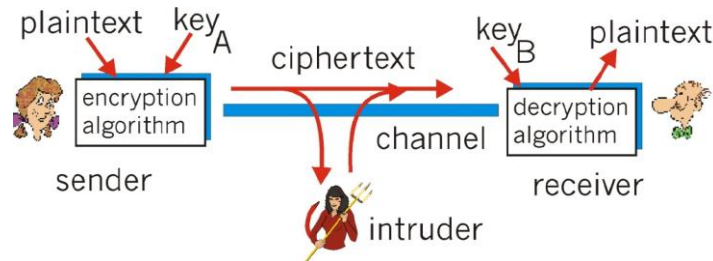 plaintext
key A
ciphertext
key B
plaintext
encryption
algorithm
decryption
algorithm
channel
sender
receiver
intruder